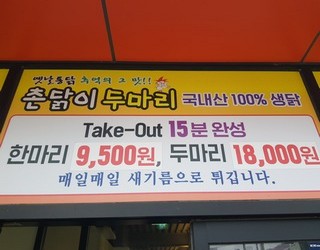 옛날통닭 추억의 그 맛!!
촌닭이 두마리 국내산 100% 생닭
Take-Out 15분 완성
한마리 9,500원, 두마리 18,000원
매일매일 새기름으로 튀깁니다.